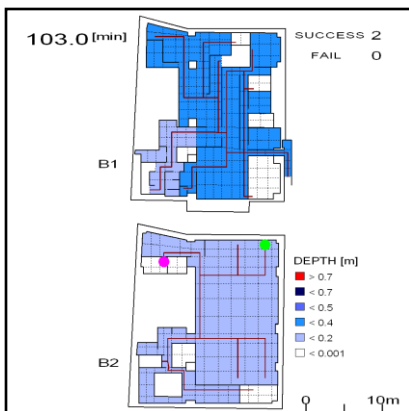 103.0 [min]
SUCCESS 2
FAIL 0
B1
B2
DEPTH [m]
> 0.7
< 0.7
< 0.5
< 0.4
< 0.2
< 0.001
0 10m